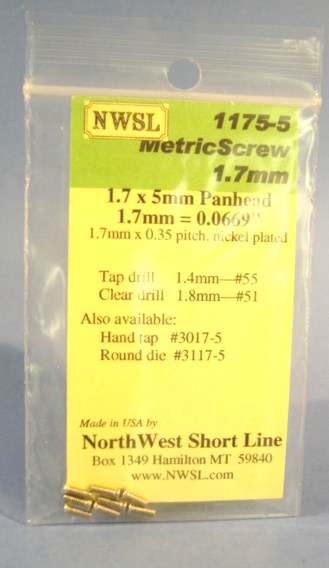 NWSL
1175-5
MetricScrew
1.7mm
1.7 x 5mm Panhead
1.7mm = 0.0669"
1.7mm x 0.35 pitch, nickel plated
Tap drill 1.4mm—#55
Clear drill 1.8mm—#51
Also available:
Hand tap #3017-5
Round die #3117-5
Made in USA by
NorthWest Short Line
Box 1349 Hamilton MT 59840
www.NWSL.com